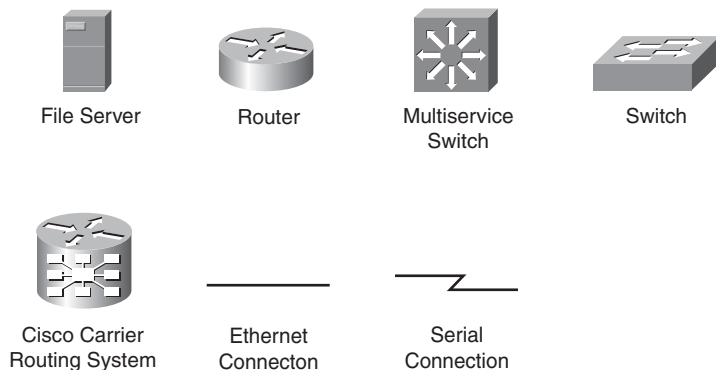 File Server
Router
Multiservice
Switch
Switch
Cisco Carrier
Routing System
Ethernet
Connecton
Serial
Connection